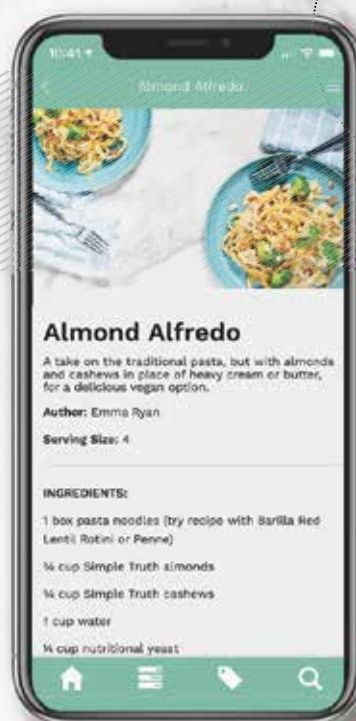 10:41
Almond Alfredo
Almond Alfredo
A take on the traditional pasta, but with almonds
and cashews in place of heavy cream or butter,
for a delicious vegan option.
Author: Emma Ryan
Serving Size: 4
INGREDIENTS:
1 box pasta noodles (try recipe with Barilla Red
Lentil Rotini or Penne)
¼ cup Simple Truth almonds
¼ cup Simple Truth cashews
1 cup water
¼ cup nutritional yeast